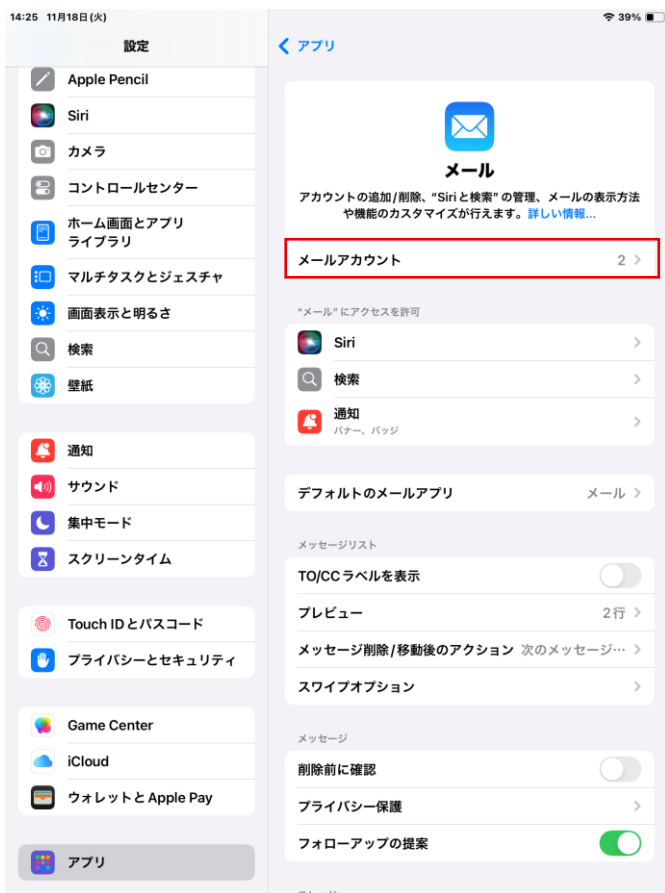 14:25 11月18日(火)
39%
設定
Apple Pencil
Siri
カメラ
コントロールセンター
ホーム画面とアプリ
ライブラリ
マルチタスクとジェスチャ
画面表示と明るさ
検索
壁紙
通知
サウンド
集中モード
スクリーンタイム
Touch IDとパスコード
プライバシーとセキュリティ
Game Center
iCloud
ウォレットとApple Pay
アプリ
アプリ
メール
アカウントの追加/削除、“Siriと検索” の管理、メールの表示方法
や機能のカスタマイズが行えます。詳しい情報...
メールアカウント 2
“メール” にアクセスを許可
Siri
検索
通知
バナー、バッジ
デフォルトのメールアプリ メール
メッセージリスト
TO/CCラベルを表示
プレビュー 2行
メッセージ削除/移動後のアクション 次のメッセージ…
スワイプオプション
メッセージ
削除前に確認
プライバシー保護
フォローアップの提案